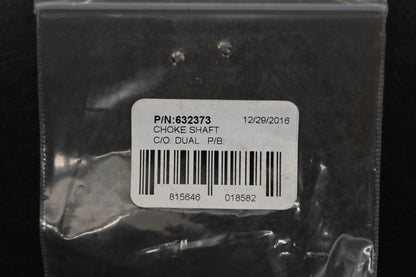 P/N:632373 12/29/2016
CHOKE SHAFT
C/O: DUAL P/B:
815646 018582